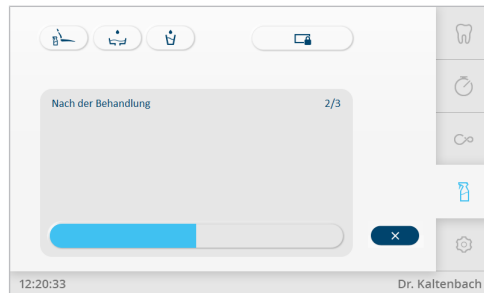 Nach der Behandlung 2/3
12:20:33 Dr. Kaltenbach